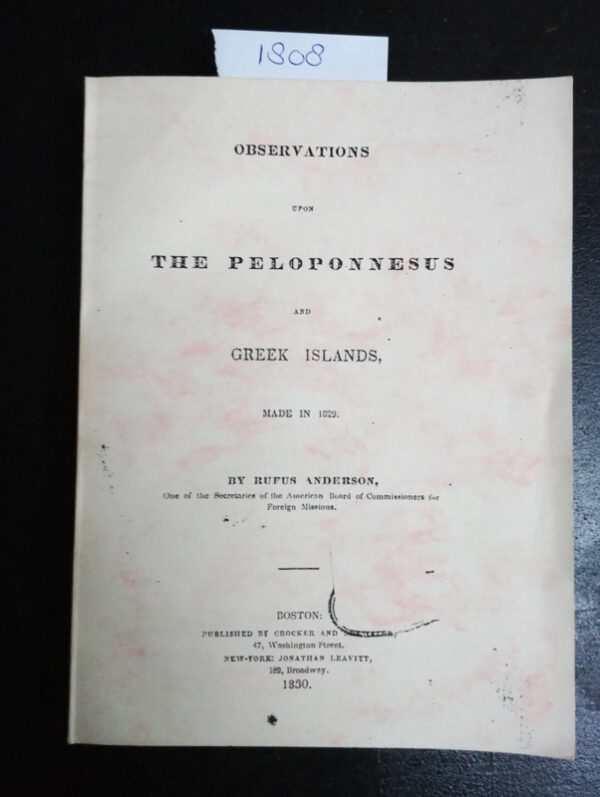 1808
OBSERVATIONS
UPON
THE PELOPONNESUS
AND
GREEK ISLANDS,
MADE IN 1829.
BY RUFUS ANDERSON,
One of the Secretaries of the American Board of Commissioners for
Foreign Missions.
BOSTON:
PUBLISHED BY CROCKER AND
47, Washington Street.
NEW-YORK: JONATHAN LEAVITT,
182, Broadway.
1830.